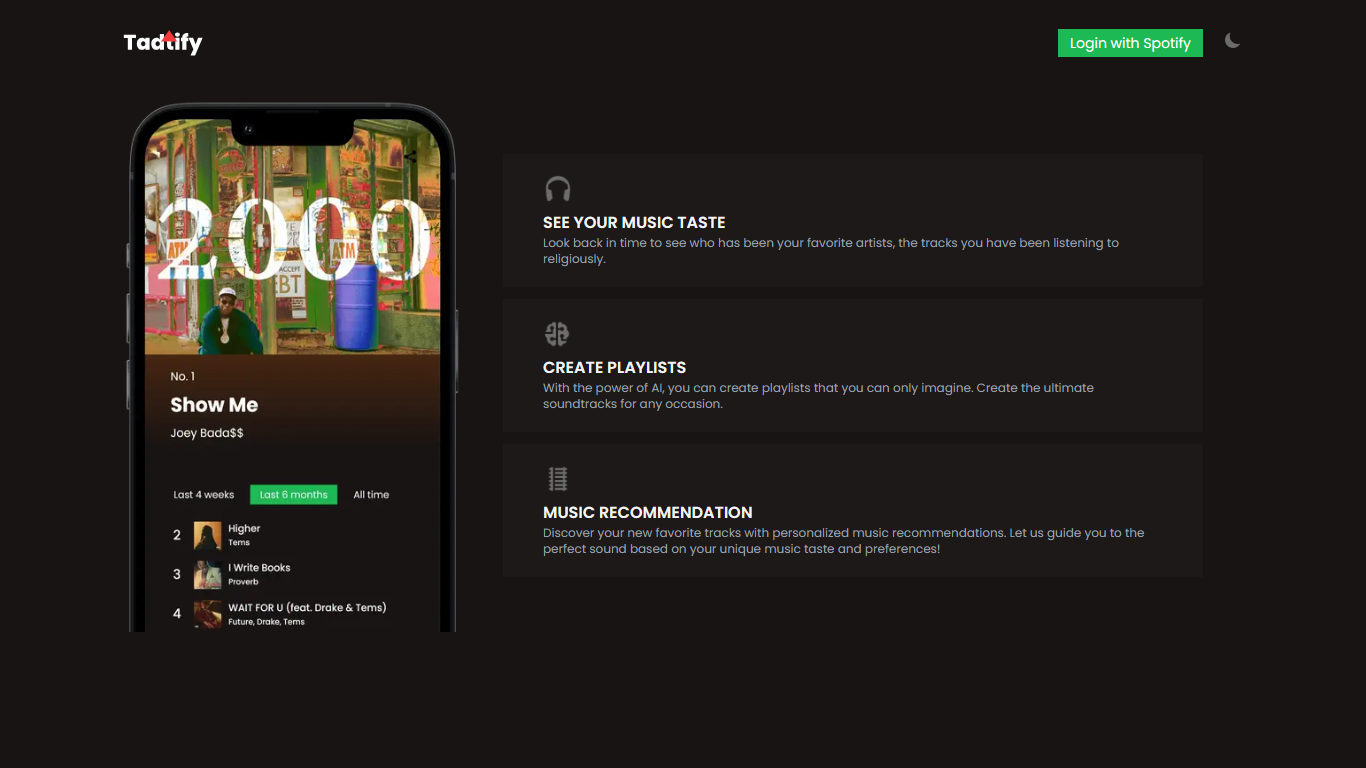 Tadtify
Login with Spotify
2000
ATM
ATM
ACCEPT
EBT
No. 1
Show Me
Joey Bada$$
Last 4 weeks
Last 6 months
All time
2
Higher
Tems
3
I Write Books
Proverb
4
WAIT FOR U (feat. Drake & Tems)
Future, Drake, Tems
SEE YOUR MUSIC TASTE
Look back in time to see who has been your favorite artists, the tracks you have been listening to
religiously.
CREATE PLAYLISTS
With the power of AI, you can create playlists that you can only imagine. Create the ultimate
soundtracks for any occasion.
MUSIC RECOMMENDATION
Discover your new favorite tracks with personalized music recommendations. Let us guide you to the
perfect sound based on your unique music taste and preferences!